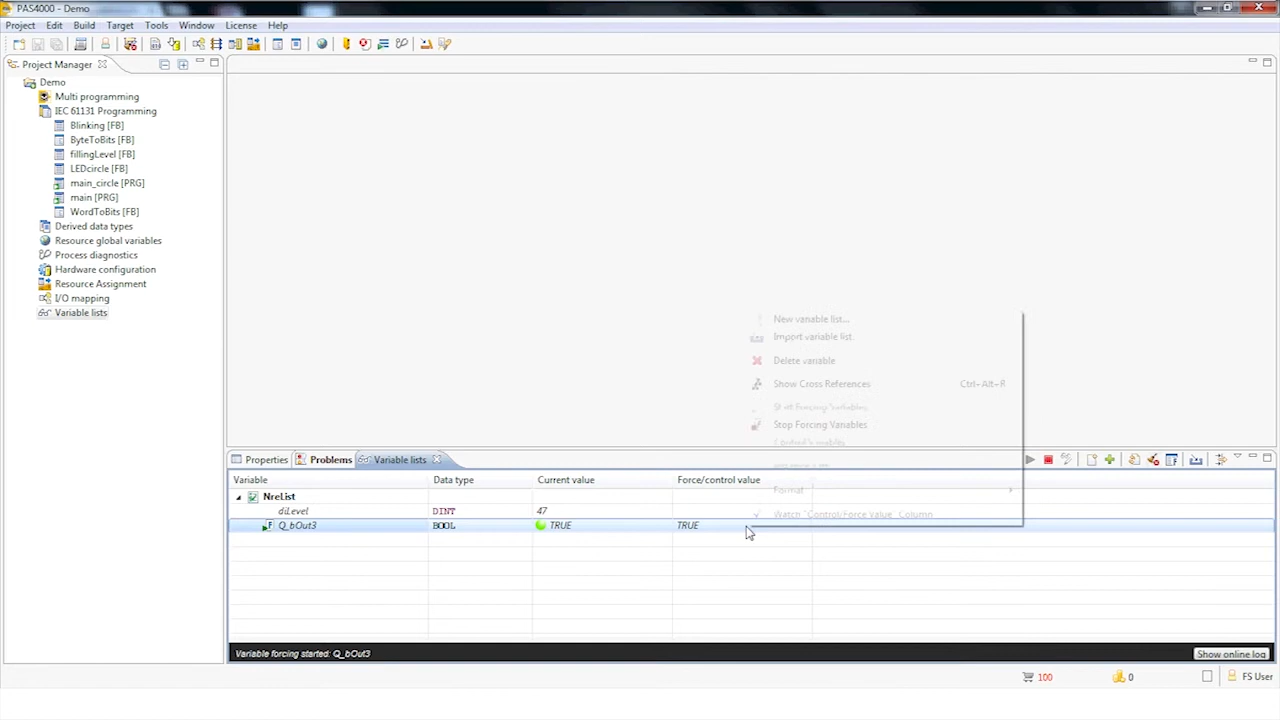 PAS4000 - Demo
Project Edit Build Target Tools Window License Help
Project Manager
Demo
Multi programming
IEC 61131 Programming
Blinking [FB]
ByteToBits [FB]
fillingLevel [FB]
LEDcircle [FB]
main_circle [PRG]
main [PRG]
WordToBits [FB]
Derived data types
Resource global variables
Process diagnostics
Hardware configuration
Resource Assignment
I/O mapping
Variable lists
New variable list...
Import variable list
Delete variable
Show Cross References Ctrl-Alt-R
Start Forcing Variables
Stop Forcing Variables
Format
Watch "Control/Force Value" Column
Properties Problems Variable lists
Variable Data type Current value Force/control value
NreList
diLevel DINT 47
Q_bOut3 BOOL TRUE TRUE
Variable forcing started: Q_bOut3
Show online log
100 0 FS User